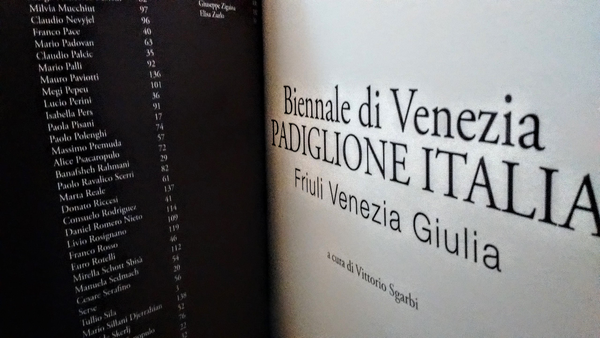 Giuseppe Zigaina
Elisa Zurlo
Milvia Mucchiut 97
Claudio Nevyjel 96
Franco Pace 40
Mario Padovan 63
Claudio Palcic 35
Mario Palli 92
Mauro Paviotti 136
Megi Pepeu 101
Lucio Perini 36
Isabella Pers 91
Paola Pisani 17
Paolo Polenghi 74
Massimo Premuda 57
Alice Psacaropulo 72
Banafsheh Rahmani 29
Paolo Ravalico Scerri 82
Marta Reale 61
Donato Riccesi 137
Consuelo Rodriguez 41
Daniel Romero Nieto 114
Livio Rosignano 109
Franco Rosso 119
Euro Rotelli 46
Mirella Schott Sbisà 112
Manuela Sedmach 54
Cesare Serafino 20
Serse 56
Tullio Sila
Mario Sillani Djerrahian
Biennale di Venezia
PADIGLIONE ITALIA
Friuli Venezia Giulia
a cura di Vittorio Sgarbi